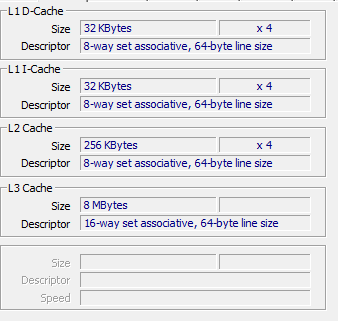 L1 D-Cache
Size 32 KBytes x 4
Descriptor 8-way set associative, 64-byte line size
L1 I-Cache
Size 32 KBytes x 4
Descriptor 8-way set associative, 64-byte line size
L2 Cache
Size 256 KBytes x 4
Descriptor 8-way set associative, 64-byte line size
L3 Cache
Size 8 MBytes
Descriptor 16-way set associative, 64-byte line size
Size
Descriptor
Speed